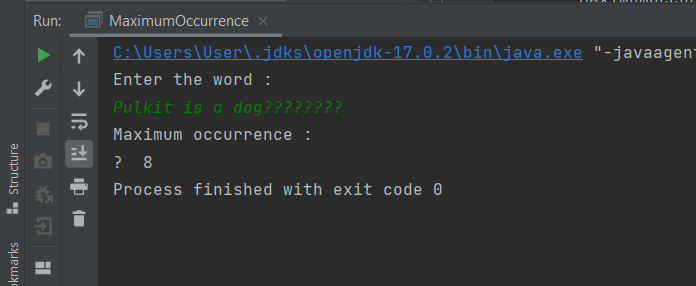 Run:
MaximumOccurrence
C:\Users\User\.jdks\openjdk-17.0.2\bin\java.exe "-javaagent
Enter the word :
Pulkit is a dog????????
Maximum occurrence :
?  8
Process finished with exit code 0
Structure